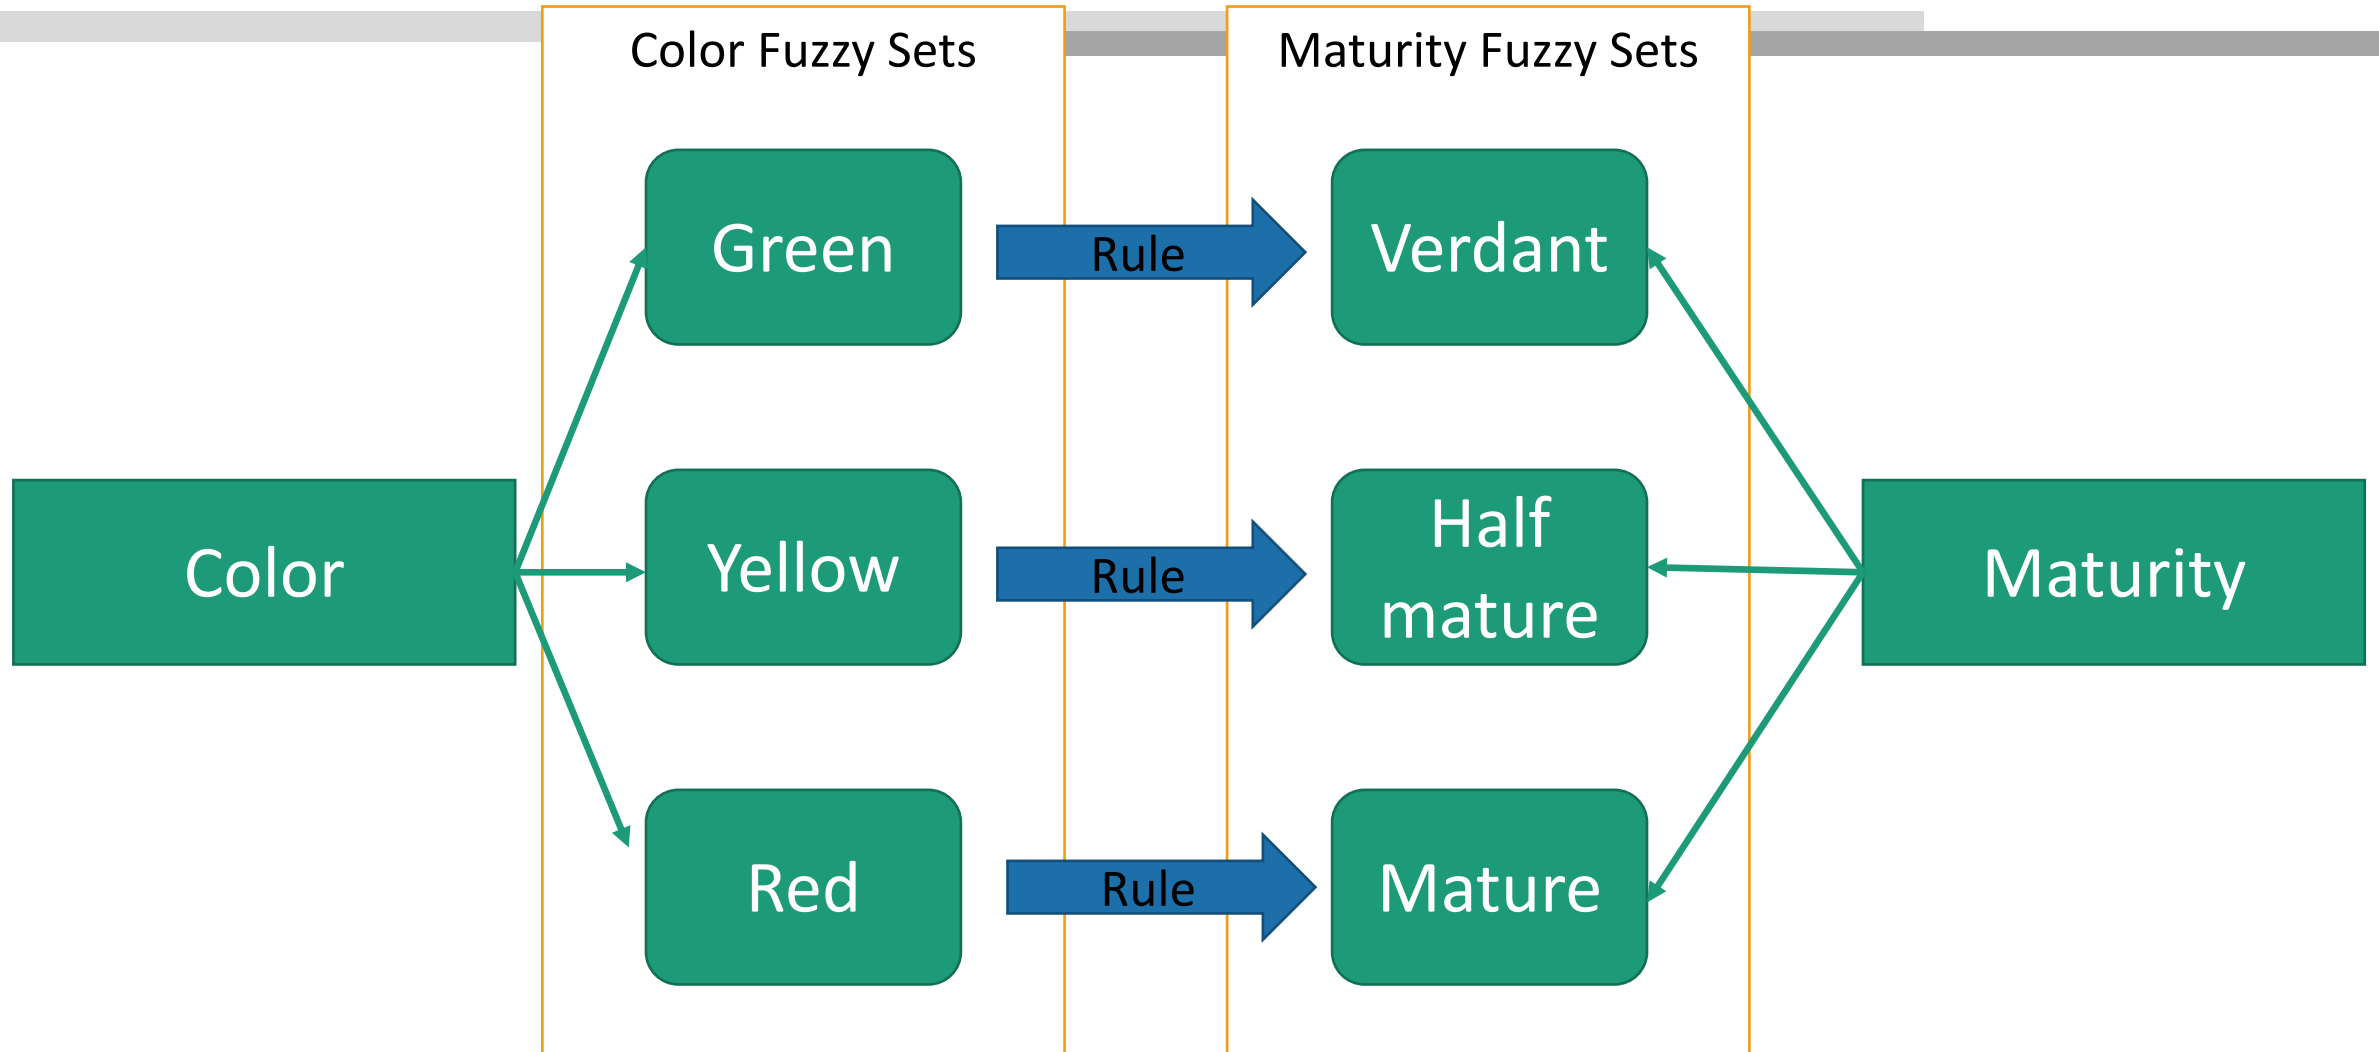 Color Fuzzy Sets
Maturity Fuzzy Sets
Green
Rule
Verdant
Color
Yellow
Rule
Half
mature
Maturity
Red
Rule
Mature